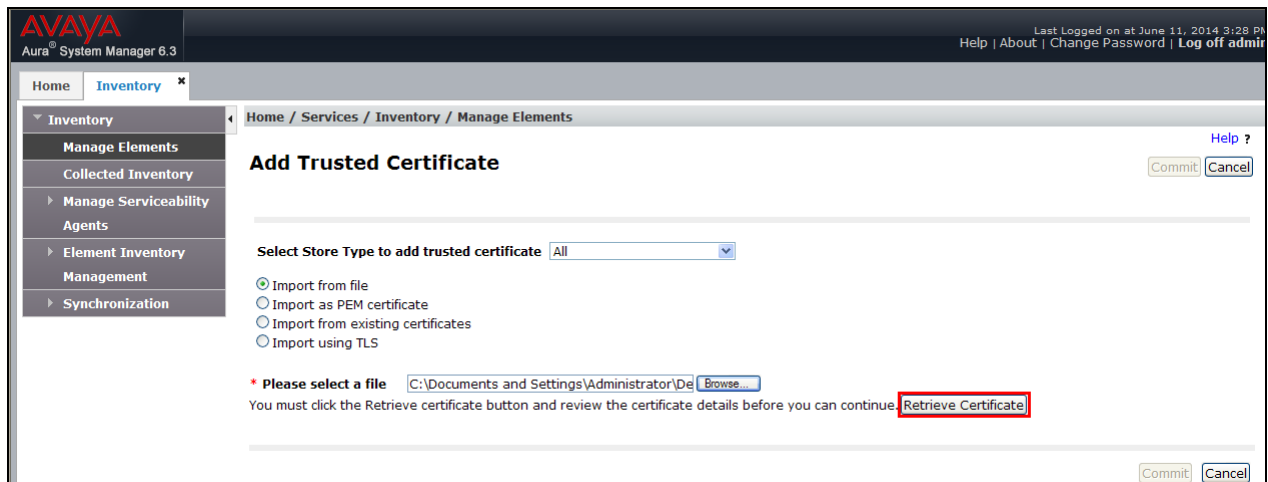 AVAYA
Aura® System Manager 6.3
Last Logged on at June 11, 2014 3:28 PM
Help | About | Change Password | Log off admin
Home Inventory ×
Inventory
Manage Elements
Collected Inventory
Manage Serviceability
Agents
Element Inventory
Management
Synchronization
Home / Services / Inventory / Manage Elements
Help ?
Add Trusted Certificate
Commit Cancel
Select Store Type to add trusted certificate All
Import from file
Import as PEM certificate
Import from existing certificates
Import using TLS
* Please select a file C:\Documents and Settings\Administrator\De Browse...
You must click the Retrieve certificate button and review the certificate details before you can continue. Retrieve Certificate
Commit Cancel